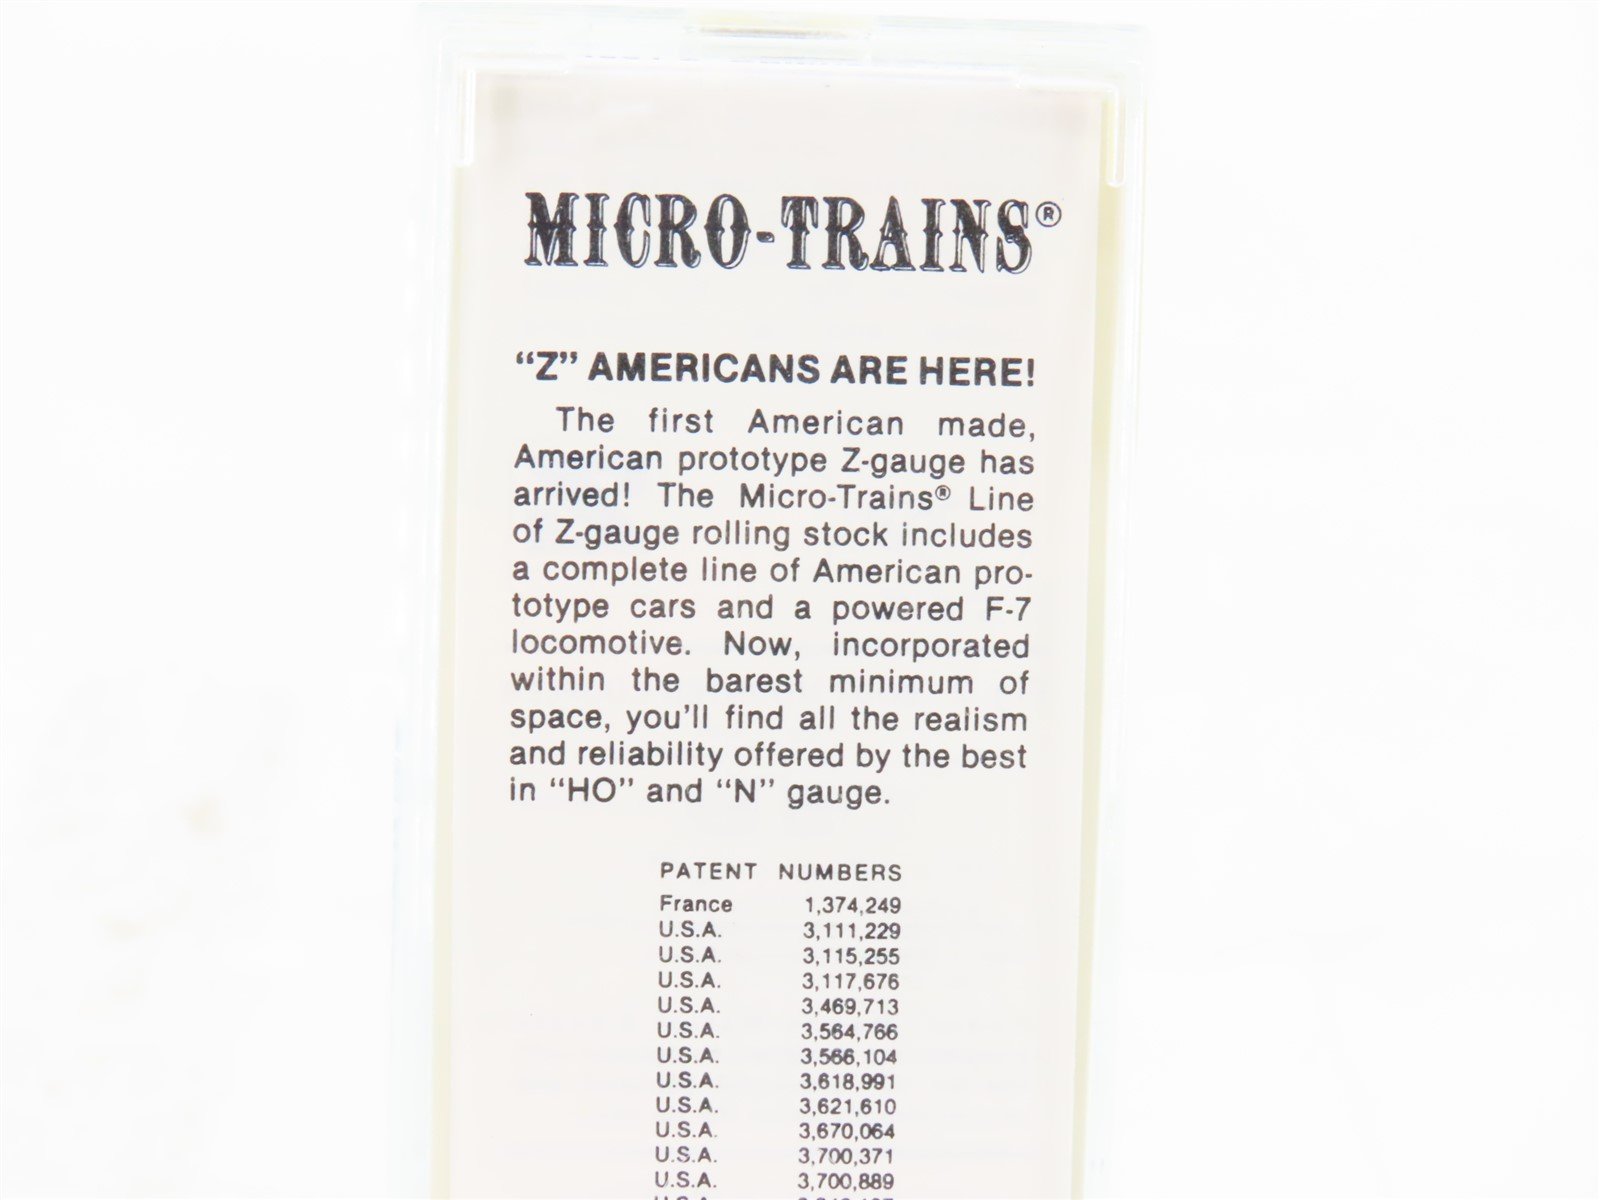 MICRO-TRAINS®
“Z” AMERICANS ARE HERE!
The first American made,
American prototype Z-gauge has
arrived! The Micro-Trains® Line
of Z-gauge rolling stock includes
a complete line of American pro-
totype cars and a powered F-7
locomotive. Now, incorporated
within the barest minimum of
space, you'll find all the realism
and reliability offered by the best
in “HO” and “N” gauge.
PATENT NUMBERS
France 1,374,249
U.S.A. 3,111,229
U.S.A. 3,115,255
U.S.A. 3,117,676
U.S.A. 3,469,713
U.S.A. 3,564,766
U.S.A. 3,566,104
U.S.A. 3,618,991
U.S.A. 3,621,610
U.S.A. 3,670,064
U.S.A. 3,700,371
U.S.A. 3,700,889
U.S.A.